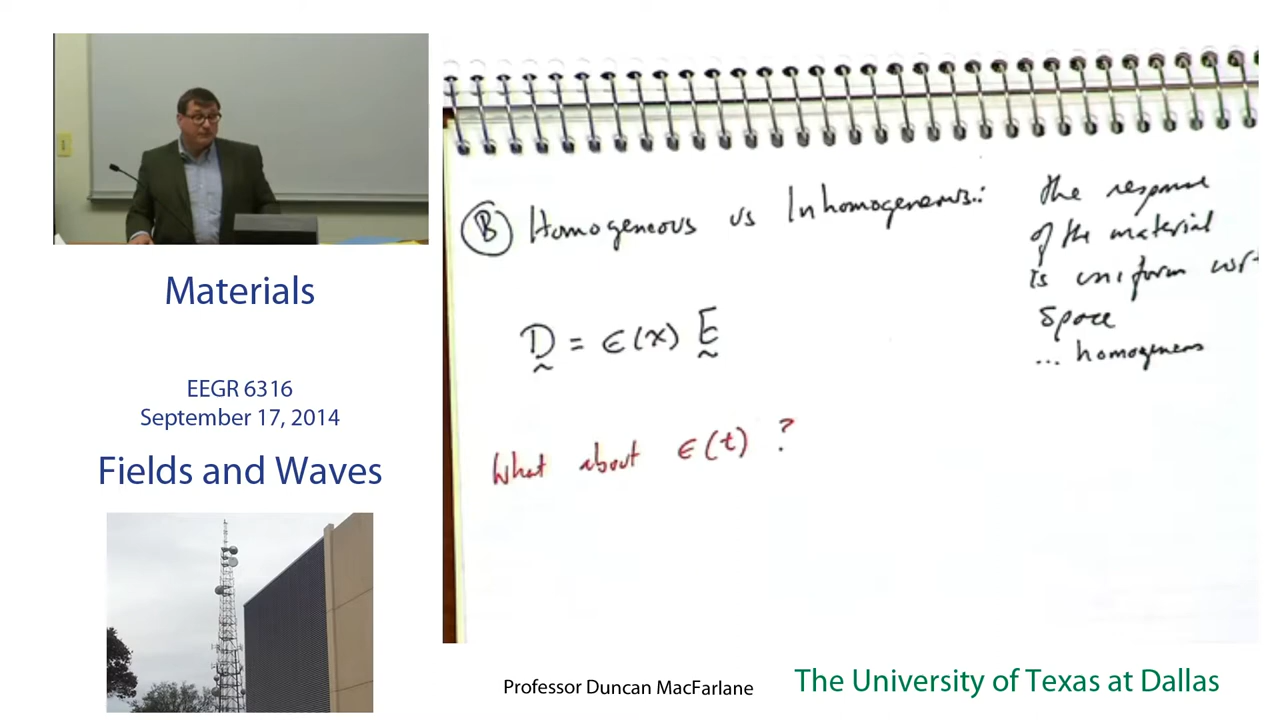 Materials
EEGR 6316
September 17, 2014
Fields and Waves
Ⓑ Homogeneous vs Inhomogeneous:
the response
of the material
is uniform wrt
space
... homogeneous
D = ϵ(x) E
What about ϵ(t) ?
Professor Duncan MacFarlane
The University of Texas at Dallas